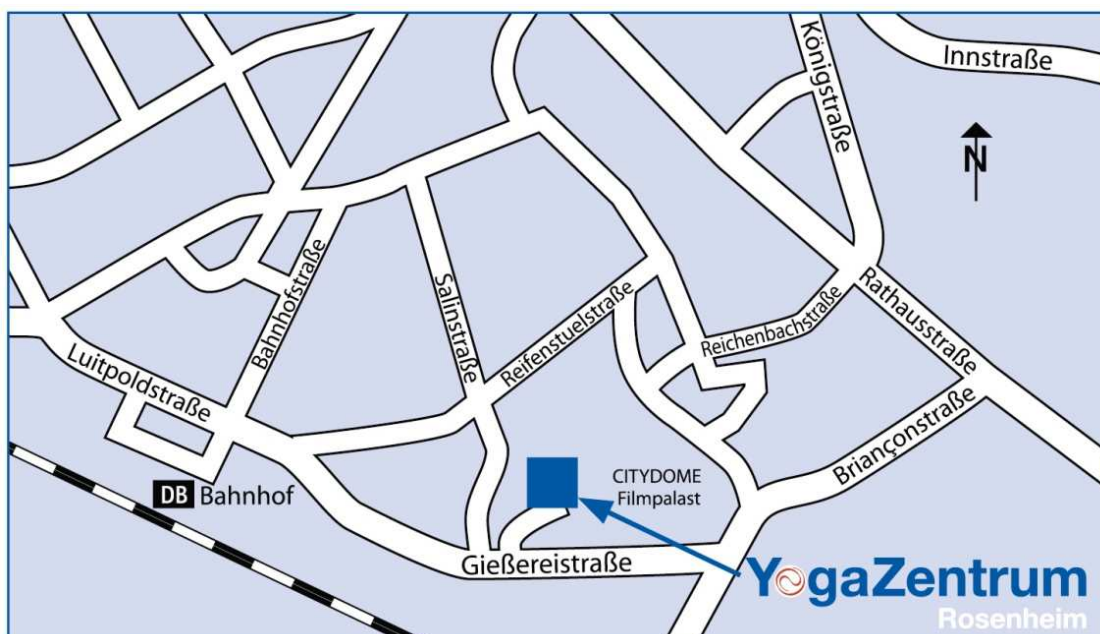 Königstraße
Innstraße
N
Bahnhofstraße
Salinstraße
Reifenstuelstraße
Reichenbachstraße
Rathausstraße
Luitpoldstraße
Briançonstraße
DB Bahnhof
CITYDOME
Filmpalast
Gießereistraße
YogaZentrum
Rosenheim